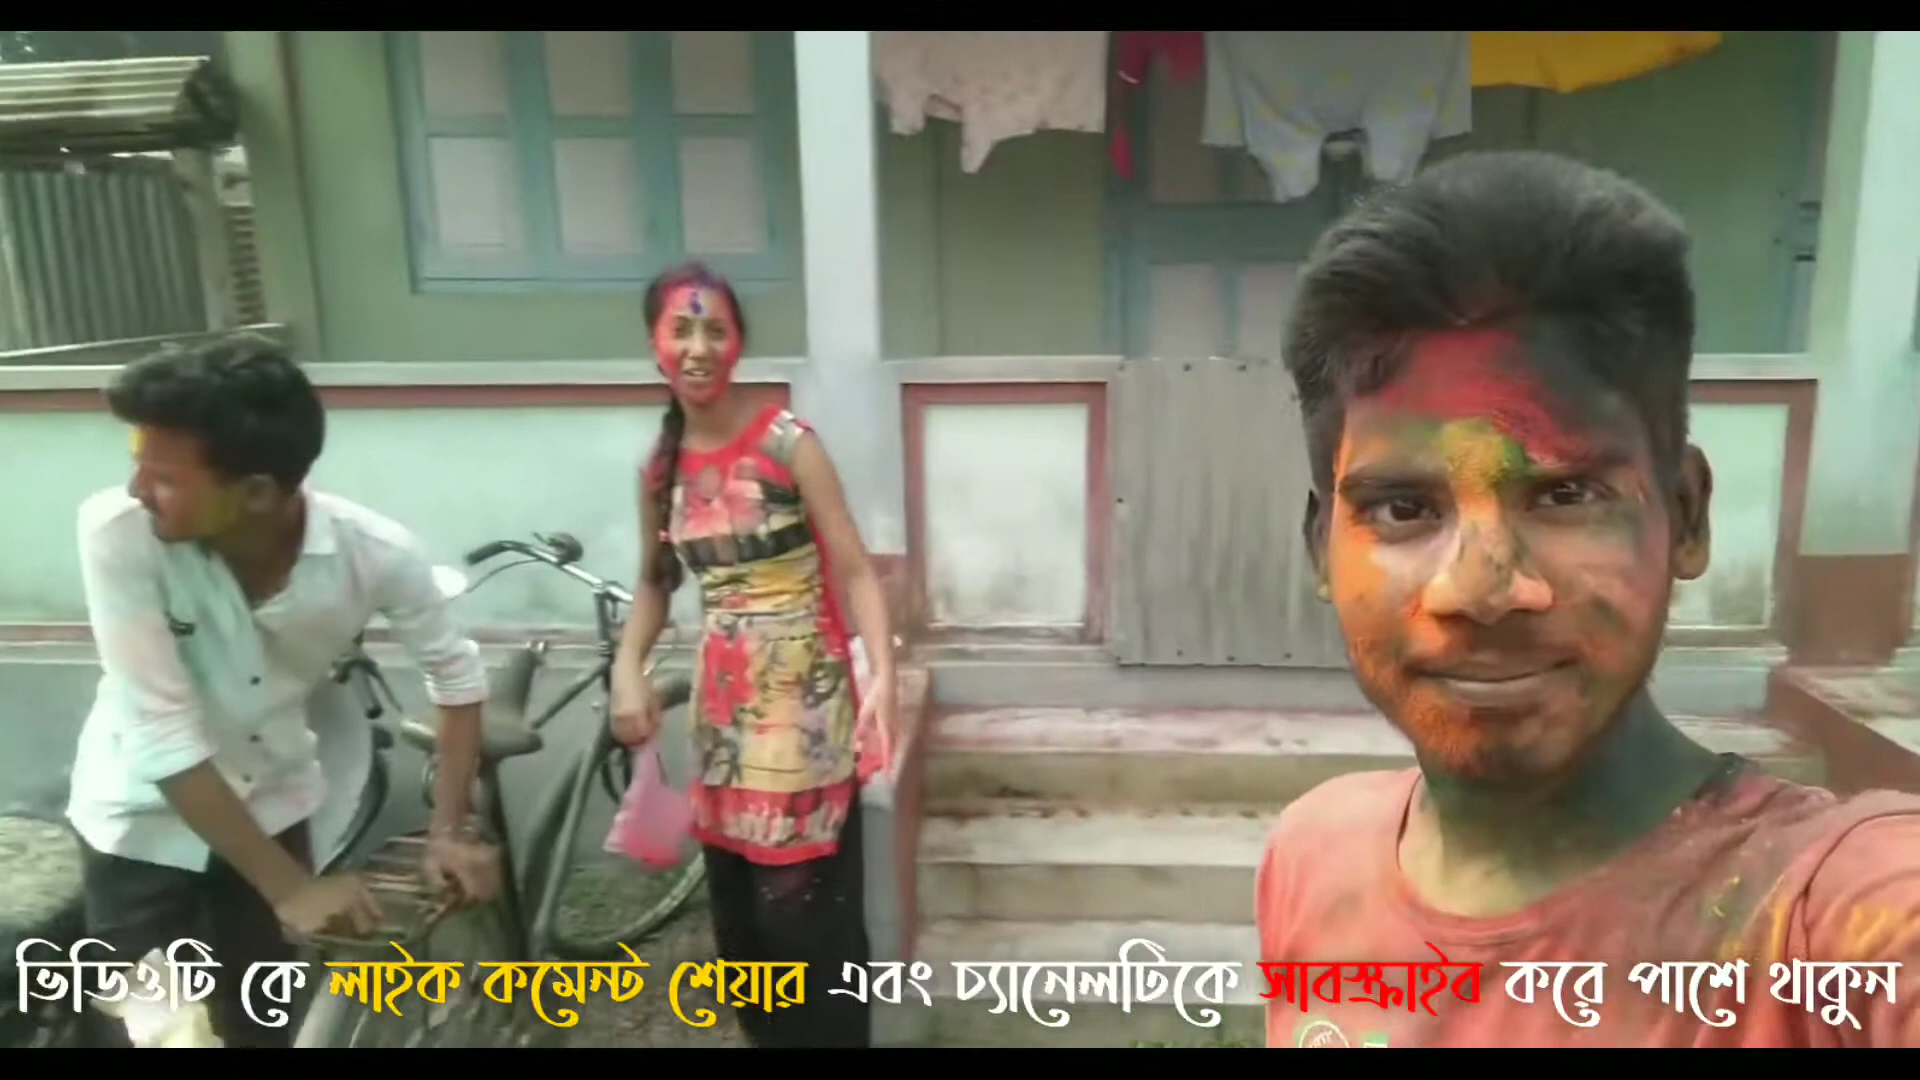 ভিডিওটি কে লাইক কমেন্ট শেয়ার এবং চ্যানেলটিকে সাবস্ক্রাইব করে পাশে থাকুন